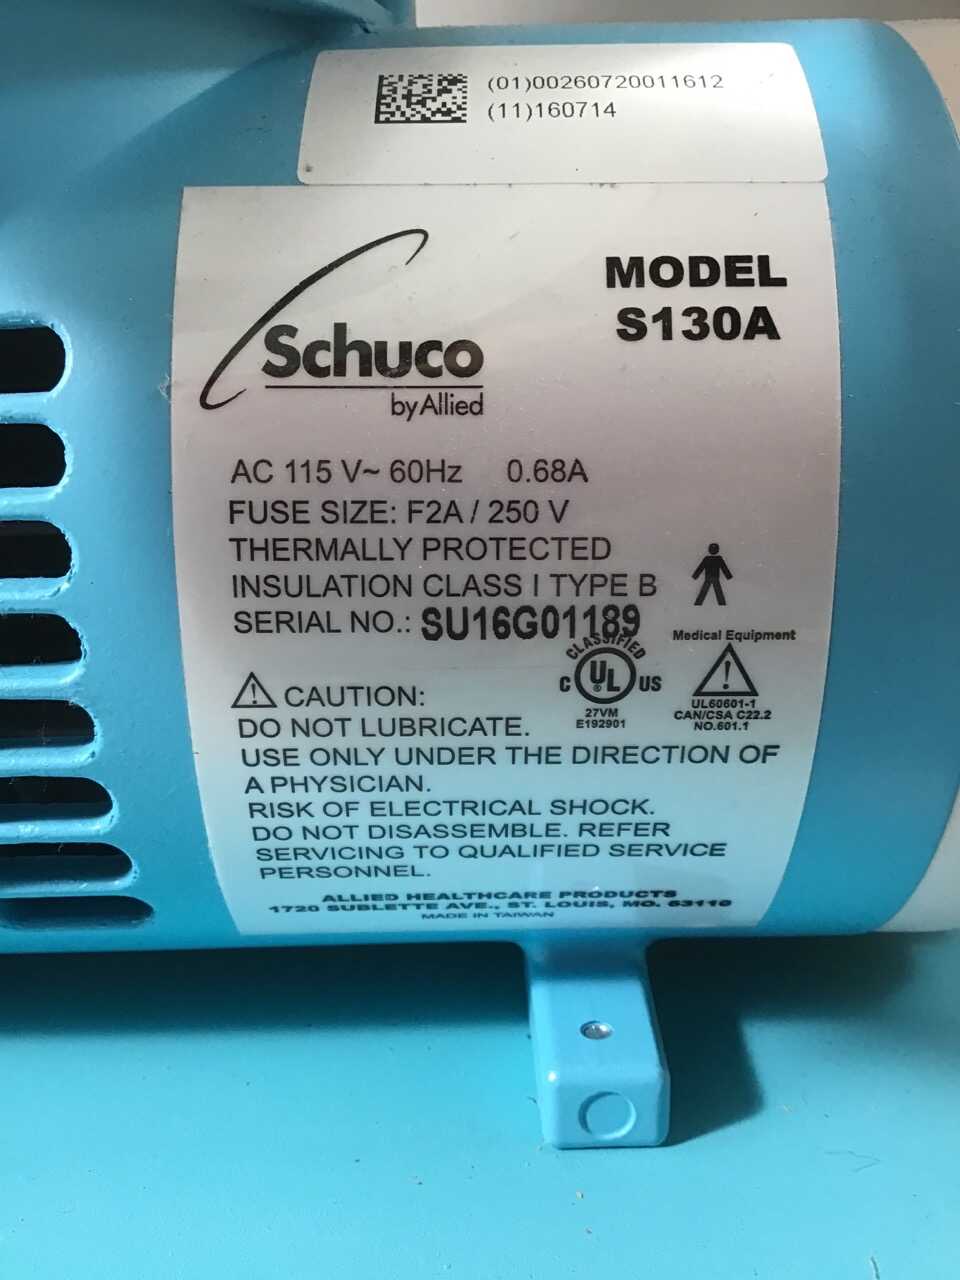 (01)00260720011612
(11)160714
MODEL
S130A
Schuco
by Allied
AC 115 V~ 60Hz 0.68A
FUSE SIZE: F2A / 250 V
THERMALLY PROTECTED
INSULATION CLASS I TYPE B
SERIAL NO.: SU16G01189
CLASSIFIED
C UL ® US
27VM
E192901
Medical Equipment
UL60601-1
CAN/CSA C22.2
NO.601.1
CAUTION:
DO NOT LUBRICATE.
USE ONLY UNDER THE DIRECTION OF
A PHYSICIAN.
RISK OF ELECTRICAL SHOCK.
DO NOT DISASSEMBLE. REFER
SERVICING TO QUALIFIED SERVICE
PERSONNEL.
ALLIED HEALTHCARE PRODUCTS
1720 SUBLETTE AVE., ST. LOUIS, MO. 63110
MADE IN TAIWAN